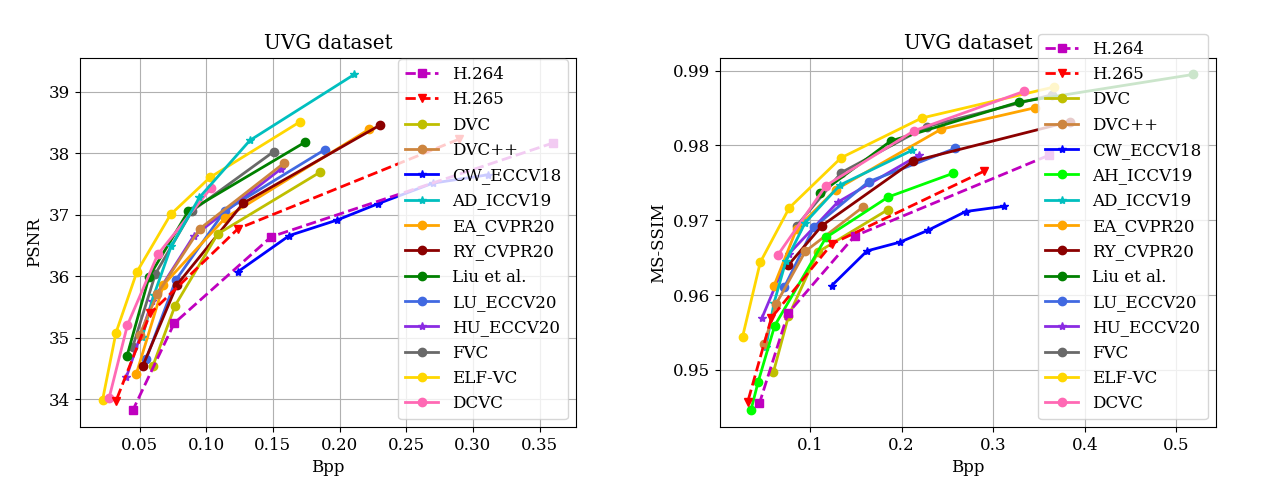 UVG dataset
39
38
37
36
35
34
PSNR
0.05
0.10
0.15
0.20
0.25
0.30
0.35
Bpp
H.264
H.265
DVC
DVC++
CW_ECCV18
AD_ICCV19
EA_CVPR20
RY_CVPR20
Liu et al.
LU_ECCV20
HU_ECCV20
FVC
ELF-VC
DCVC
UVG dataset
0.99
0.98
0.97
0.96
0.95
MS-SSIM
0.1
0.2
0.3
0.4
0.5
Bpp
H.264
H.265
DVC
DVC++
CW_ECCV18
AH_ICCV19
AD_ICCV19
EA_CVPR20
RY_CVPR20
Liu et al.
LU_ECCV20
HU_ECCV20
FVC
ELF-VC
DCVC